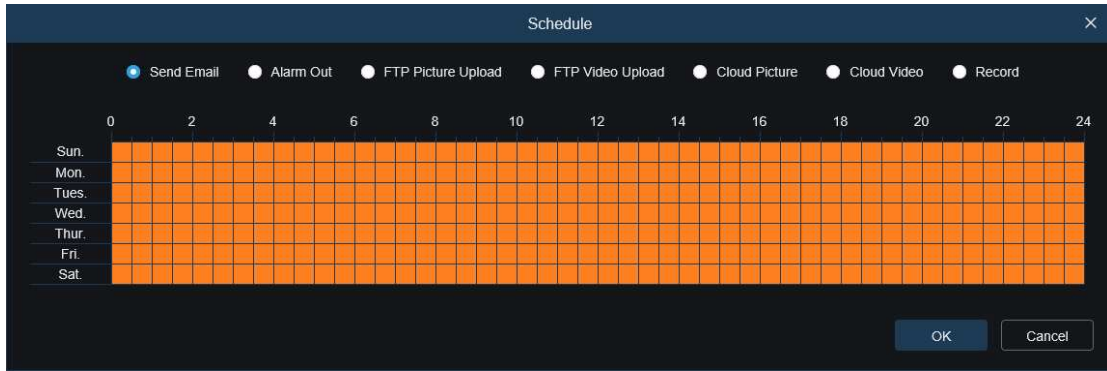 Schedule
Send Email Alarm Out FTP Picture Upload FTP Video Upload Cloud Picture Cloud Video Record
0 2 4 6 8 10 12 14 16 18 20 22 24
Sun.
Mon.
Tues.
Wed.
Thur.
Fri.
Sat.
OK Cancel